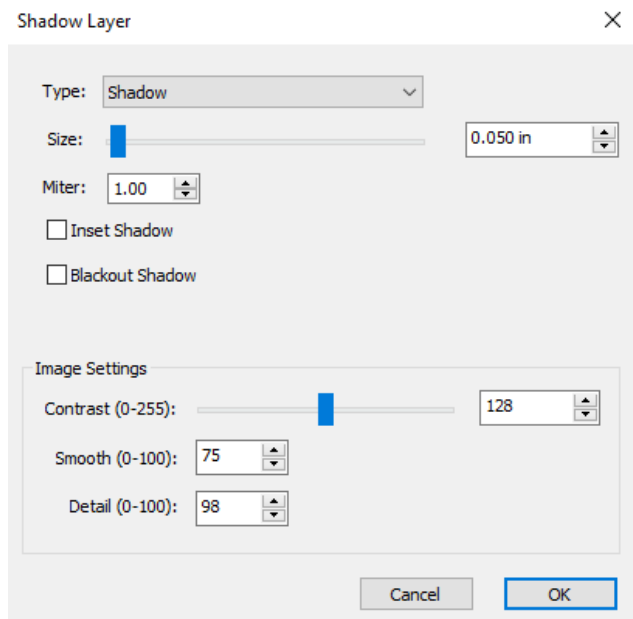 Shadow Layer
Type: Shadow
Size: 0.050 in
Miter: 1.00
Inset Shadow
Blackout Shadow
Image Settings
Contrast (0-255): 128
Smooth (0-100): 75
Detail (0-100): 98
Cancel OK